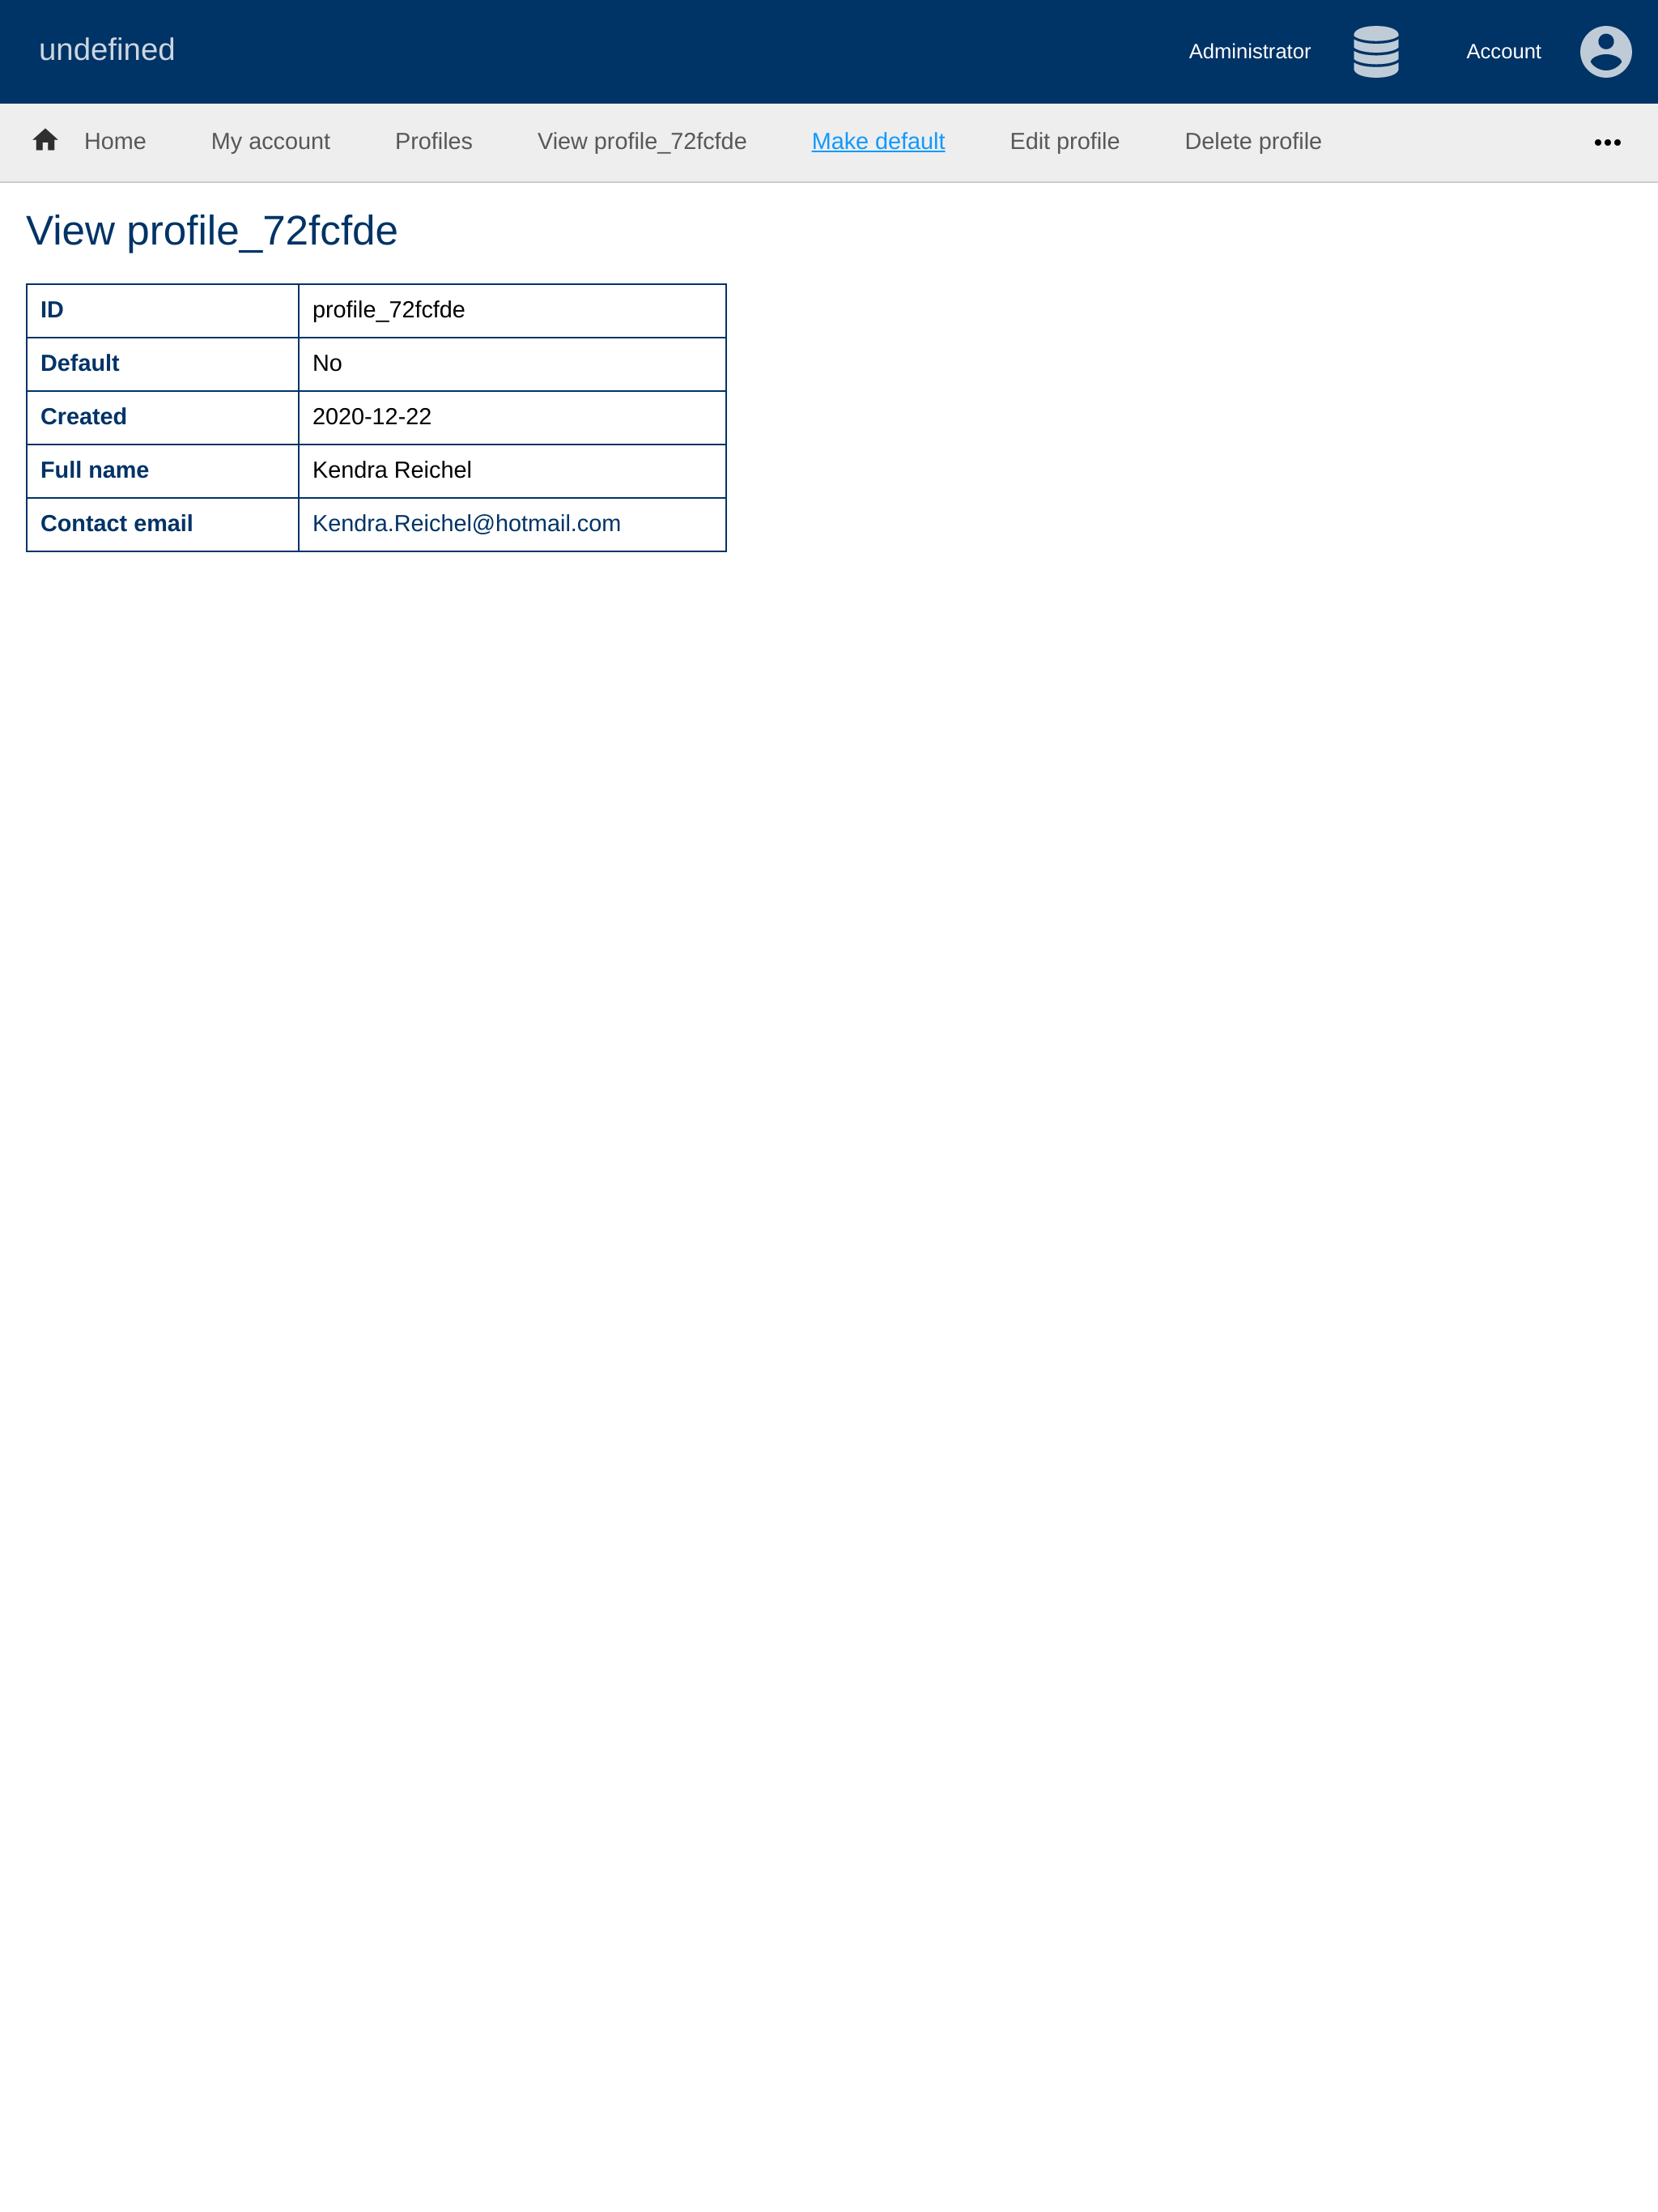 undefined
Administrator
Account
Home
My account
Profiles
View profile_72fcfde
Make default
Edit profile
Delete profile
View profile_72fcfde
ID profile_72fcfde
Default No
Created 2020-12-22
Full name Kendra Reichel
Contact email Kendra.Reichel@hotmail.com